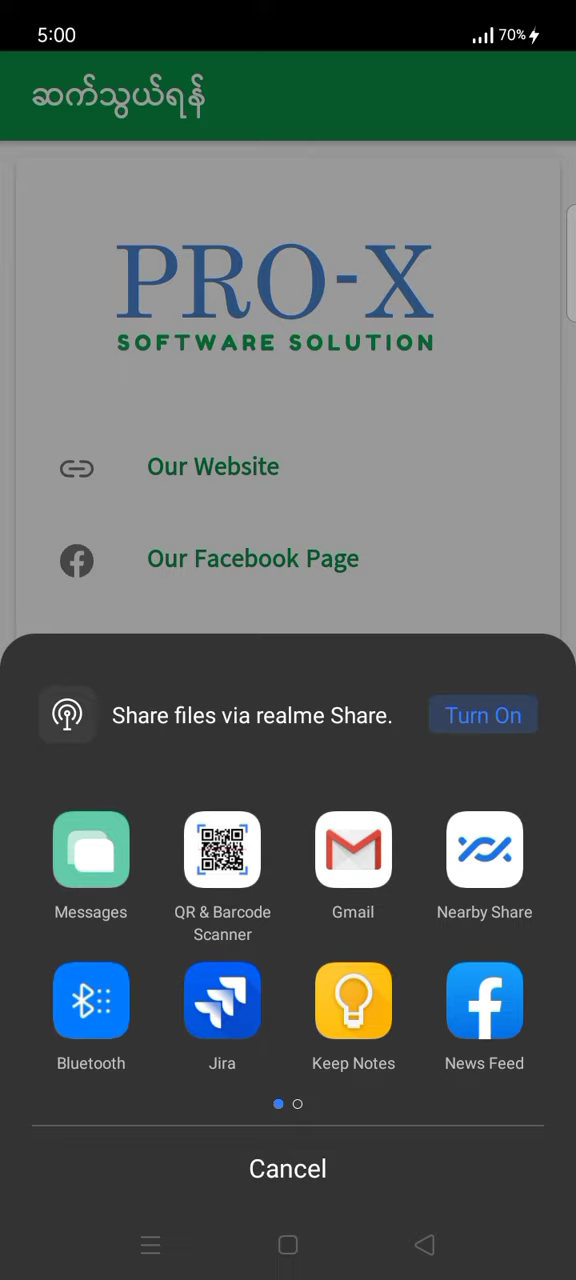 5:00
70%
ဆက်သွယ်ရန်
PRO-X
SOFTWARE SOLUTION
Our Website
Our Facebook Page
Share files via realme Share.
Turn On
Messages
QR & Barcode
Scanner
Gmail
Nearby Share
Bluetooth
Jira
Keep Notes
News Feed
Cancel